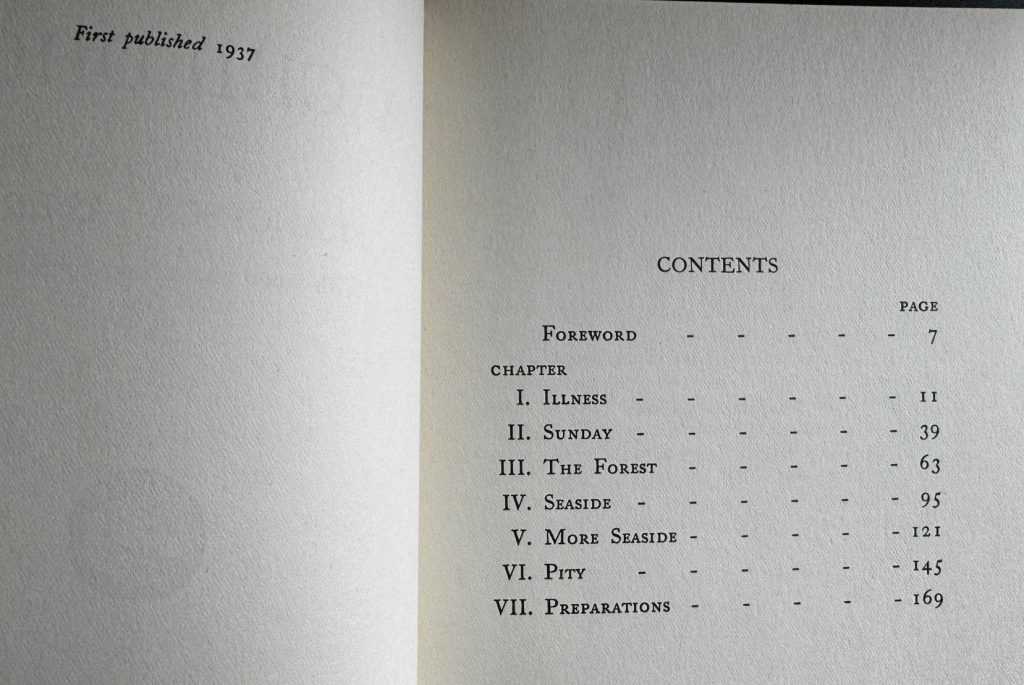 First published 1937
CONTENTS
PAGE
Foreword - - - - - 7
CHAPTER
I. Illness - - - - - - 11
II. Sunday - - - - - - 39
III. The Forest - - - - - 63
IV. Seaside - - - - - - 95
V. More Seaside - - - - - 121
VI. Pity - - - - - - 145
VII. Preparations - - - - - 169